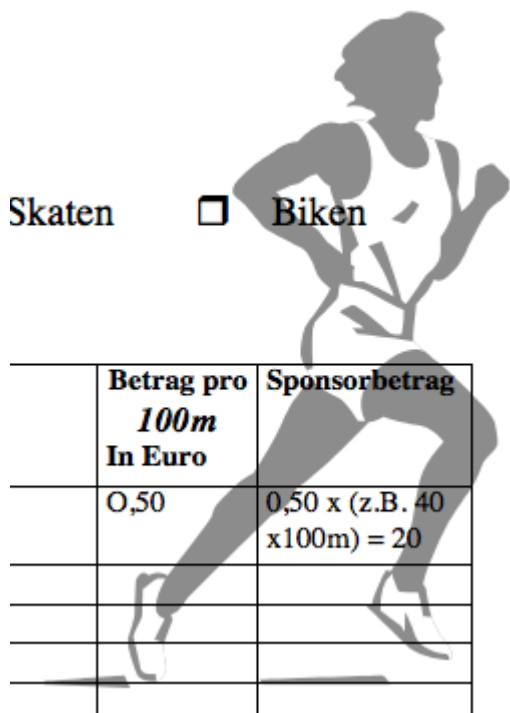 Skaten ❒ Biken
Betrag pro Sponsorbetrag
100m
In Euro
O,50 0,50 x (z.B. 40
x100m) = 20